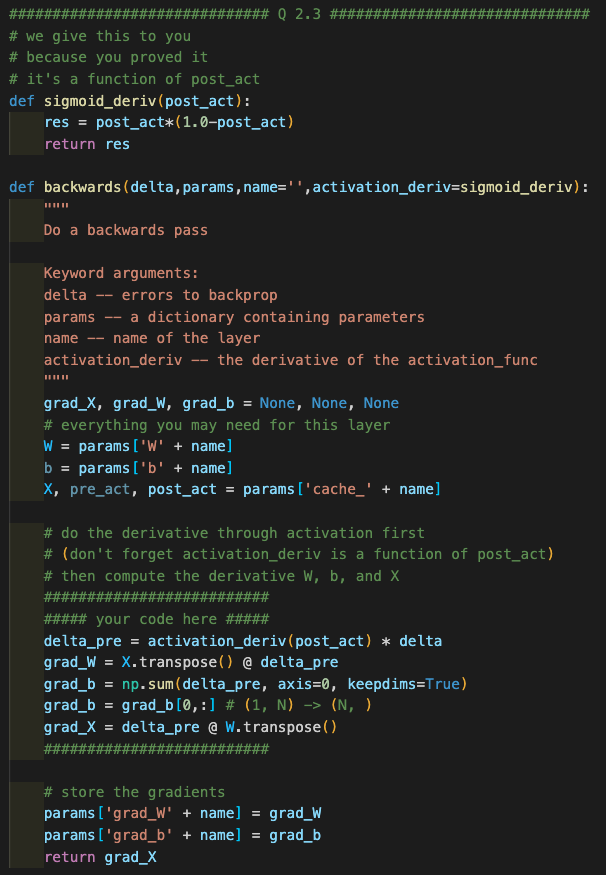 ############################## Q 2.3 ##############################
# we give this to you
# because you proved it
# it's a function of post_act
def sigmoid_deriv(post_act):
    res = post_act*(1.0-post_act)
    return res

def backwards(delta,params,name='',activation_deriv=sigmoid_deriv):
    """
    Do a backwards pass

    Keyword arguments:
    delta -- errors to backprop
    params -- a dictionary containing parameters
    name -- name of the layer
    activation_deriv -- the derivative of the activation_func
    """
    grad_X, grad_W, grad_b = None, None, None
    # everything you may need for this layer
    W = params['W' + name]
    b = params['b' + name]
    X, pre_act, post_act = params['cache_' + name]

    # do the derivative through activation first
    # (don't forget activation_deriv is a function of post_act)
    # then compute the derivative W, b, and X
    ##########################
    ##### your code here #####
    delta_pre = activation_deriv(post_act) * delta
    grad_W = X.transpose() @ delta_pre
    grad_b = np.sum(delta_pre, axis=0, keepdims=True)
    grad_b = grad_b[0,:] # (1, N) -> (N, )
    grad_X = delta_pre @ W.transpose()
    ##########################

    # store the gradients
    params['grad_W' + name] = grad_W
    params['grad_b' + name] = grad_b
    return grad_X